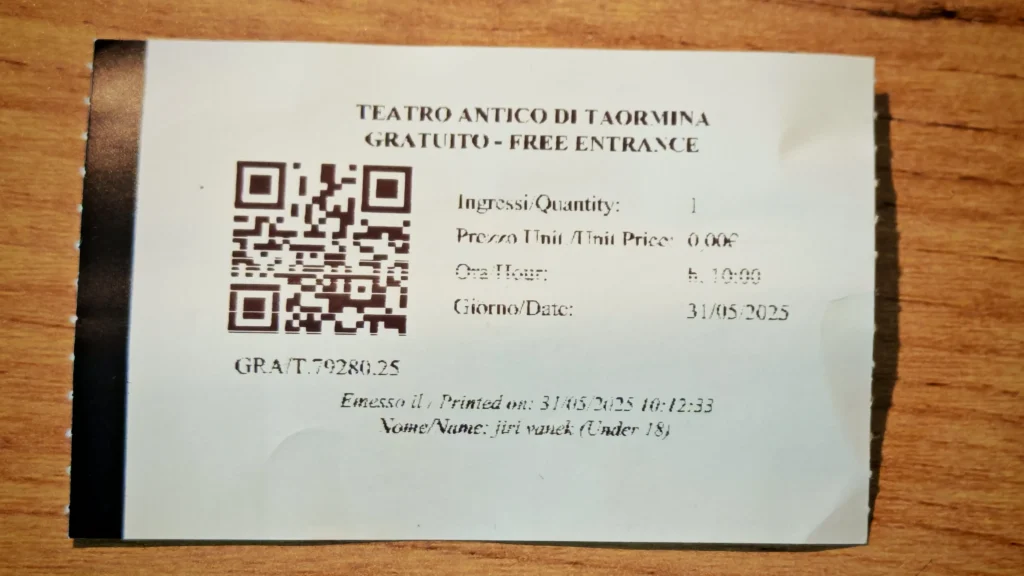 TEATRO ANTICO DI TAORMINA
GRATUITO - FREE ENTRANCE
Ingressi/Quantity: 1
Prezzo Unit./Unit Price: 0,00€
Ora/Hour: h. 10:00
Giorno/Date: 31/05/2025
GRA/T.79280.25
Emesso il / Printed on: 31/05/2025 10:12:33
Nome/Name: jiri vanek (Under 18)